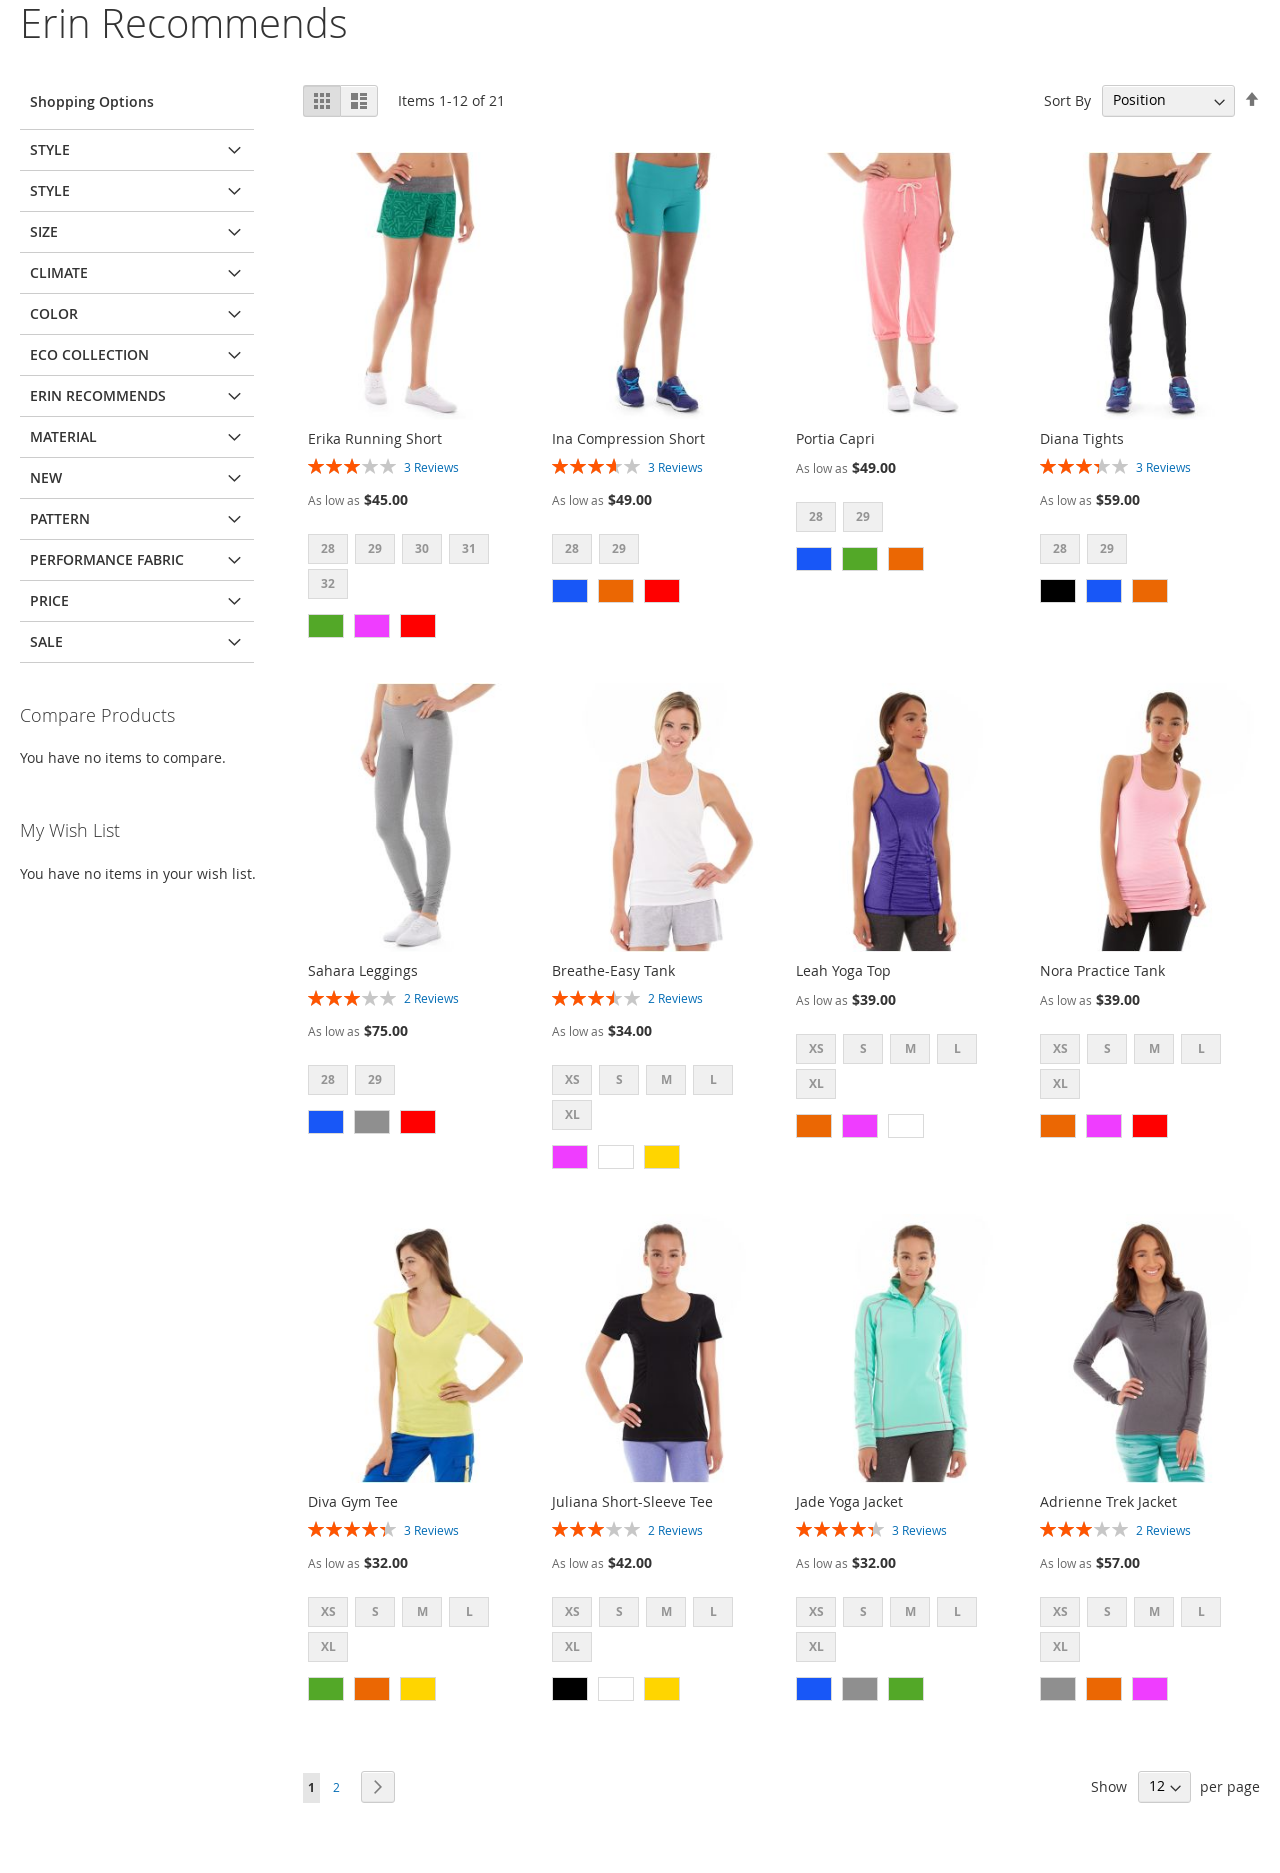 Erin Recommends
Shopping Options
STYLE
STYLE
SIZE
CLIMATE
COLOR
ECO COLLECTION
ERIN RECOMMENDS
MATERIAL
NEW
PATTERN
PERFORMANCE FABRIC
PRICE
SALE
Compare Products
You have no items to compare.
My Wish List
You have no items in your wish list.
Items 1-12 of 21
Sort By Position
Erika Running Short
3 Reviews
As low as $45.00
28 29 30 31
32
Ina Compression Short
3 Reviews
As low as $49.00
28 29
Portia Capri
As low as $49.00
28 29
Diana Tights
3 Reviews
As low as $59.00
28 29
Sahara Leggings
2 Reviews
As low as $75.00
28 29
Breathe-Easy Tank
2 Reviews
As low as $34.00
XS S M L
XL
Leah Yoga Top
As low as $39.00
XS S M L
XL
Nora Practice Tank
As low as $39.00
XS S M L
XL
Diva Gym Tee
3 Reviews
As low as $32.00
XS S M L
XL
Juliana Short-Sleeve Tee
2 Reviews
As low as $42.00
XS S M L
XL
Jade Yoga Jacket
3 Reviews
As low as $32.00
XS S M L
XL
Adrienne Trek Jacket
2 Reviews
As low as $57.00
XS S M L
XL
1 2
Show 12 per page